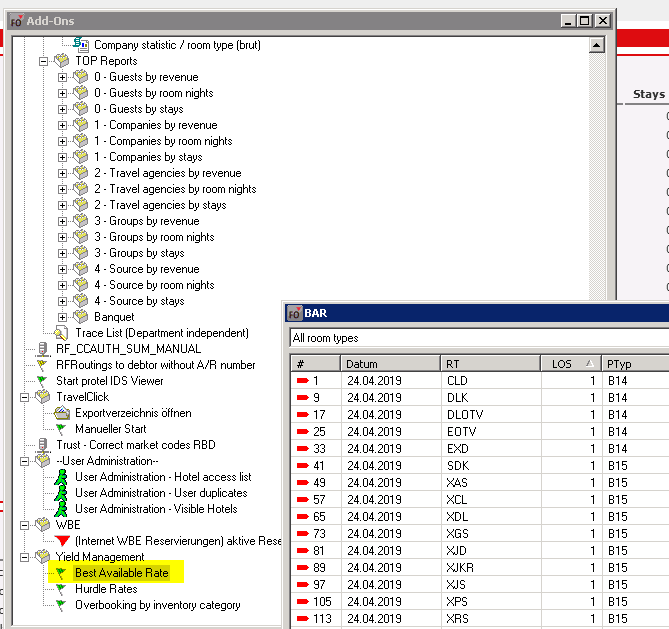 Add-Ons
Company statistic / room type (brut)
TOP Reports
0 - Guests by revenue
0 - Guests by room nights
0 - Guests by stays
1 - Companies by revenue
1 - Companies by room nights
1 - Companies by stays
2 - Travel agencies by revenue
2 - Travel agencies by room nights
2 - Travel agencies by stays
3 - Groups by revenue
3 - Groups by room nights
3 - Groups by stays
4 - Source by revenue
4 - Source by room nights
4 - Source by stays
Banquet
Trace List (Department independent)
RF_CCAUTH_SUM_MANUAL
RFRoutings to debtor without A/R number
Start protel IDS Viewer
TravelClick
Exportverzeichnis öffnen
Manueller Start
Trust - Correct market codes RBD
--User Administration--
User Administration - Hotel access list
User Administration - User duplicates
User Administration - Visible Hotels
WBE
(Internet WBE Reservierungen) aktive Rese
Yield Management
Best Available Rate
Hurdle Rates
Overbooking by inventory category
Stays
BAR
All room types
# Datum RT LOS PTyp
1 24.04.2019 CLD 1 B14
9 24.04.2019 DLK 1 B14
17 24.04.2019 DLOTV 1 B14
25 24.04.2019 EOTV 1 B14
33 24.04.2019 EXD 1 B14
41 24.04.2019 SDK 1 B15
49 24.04.2019 XAS 1 B15
57 24.04.2019 XCL 1 B15
65 24.04.2019 XDL 1 B15
73 24.04.2019 XGS 1 B15
81 24.04.2019 XJD 1 B15
89 24.04.2019 XJKR 1 B15
97 24.04.2019 XJS 1 B15
105 24.04.2019 XPS 1 B15
113 24.04.2019 XRS 1 B15